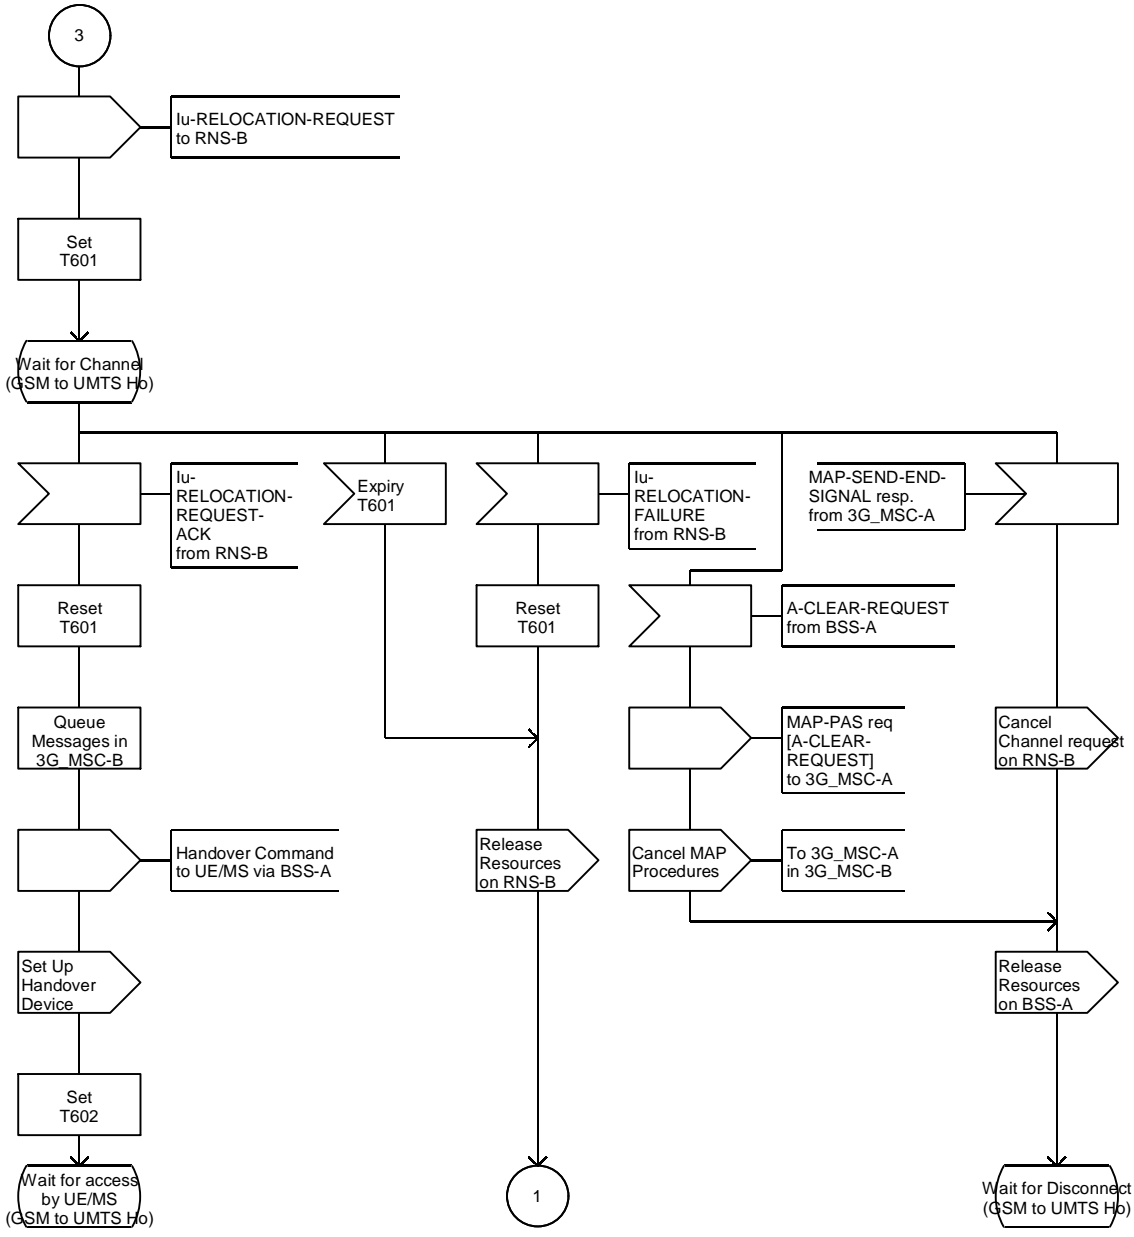 3
Iu-RELOCATION-REQUEST
to RNS-B
Set
T601
Wait for Channel
(GSM to UMTS Ho)
Iu-
RELOCATION-
REQUEST-
ACK
from RNS-B
Expiry
T601
Iu-
RELOCATION-
FAILURE
from RNS-B
MAP-SEND-END-
SIGNAL resp.
from 3G_MSC-A
Reset
T601
Reset
T601
A-CLEAR-REQUEST
from BSS-A
Queue
Messages in
3G_MSC-B
MAP-PAS req
[A-CLEAR-
REQUEST]
to 3G_MSC-A
Cancel
Channel request
on RNS-B
Handover Command
to UE/MS via BSS-A
Release
Resources
on RNS-B
Cancel MAP
Procedures
To 3G_MSC-A
in 3G_MSC-B
Set Up
Handover
Device
Release
Resources
on BSS-A
Set
T602
Wait for access
by UE/MS
(GSM to UMTS Ho)
1
Wait for Disconnect
(GSM to UMTS Ho)